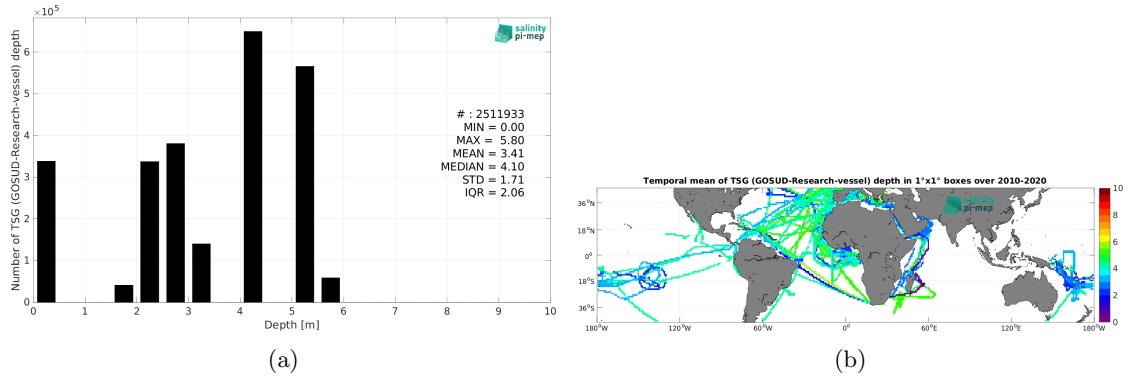 ×10⁵
salinity
pi-mep
Number of TSG (GOSUD-Research-vessel) depth
6
5
4
3
2
1
0
# : 2511933
MIN = 0.00
MAX = 5.80
MEAN = 3.41
MEDIAN = 4.10
STD = 1.71
IQR = 2.06
0 1 2 3 4 5 6 7 8 9 10
Depth [m]
(a)
Temporal mean of TSG (GOSUD-Research-vessel) depth in 1°x1° boxes over 2010-2020
salinity
pi-mep
36°N
18°N
0°
18°S
36°S
180°W 120°W 60°W 0° 60°E 120°E 180°E
10
8
6
4
2
0
(b)